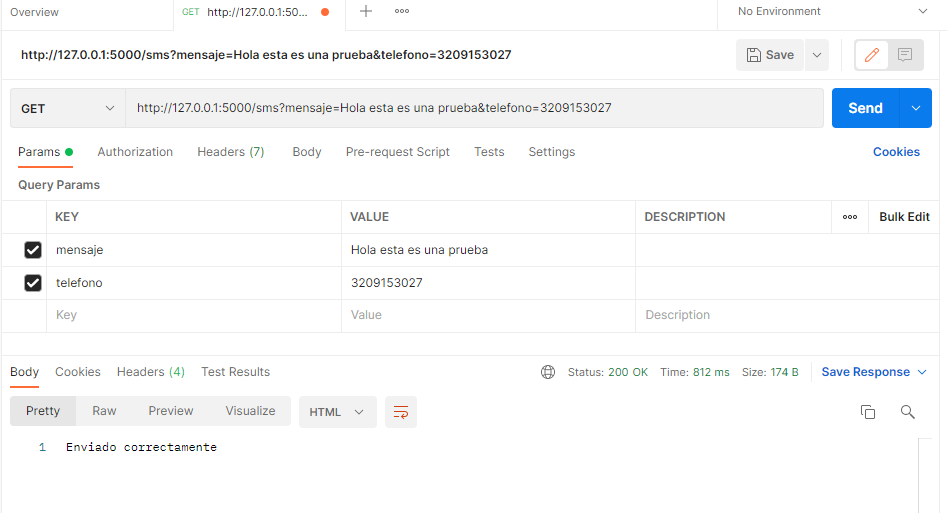 Overview GET http://127.0.0.1:50... No Environment
http://127.0.0.1:5000/sms?mensaje=Hola esta es una prueba&telefono=3209153027 Save
GET http://127.0.0.1:5000/sms?mensaje=Hola esta es una prueba&telefono=3209153027 Send
Params Authorization Headers (7) Body Pre-request Script Tests Settings Cookies
Query Params
KEY VALUE DESCRIPTION Bulk Edit
mensaje Hola esta es una prueba
telefono 3209153027
Key Value Description
Body Cookies Headers (4) Test Results Status: 200 OK Time: 812 ms Size: 174 B Save Response
Pretty Raw Preview Visualize HTML
1 Enviado correctamente